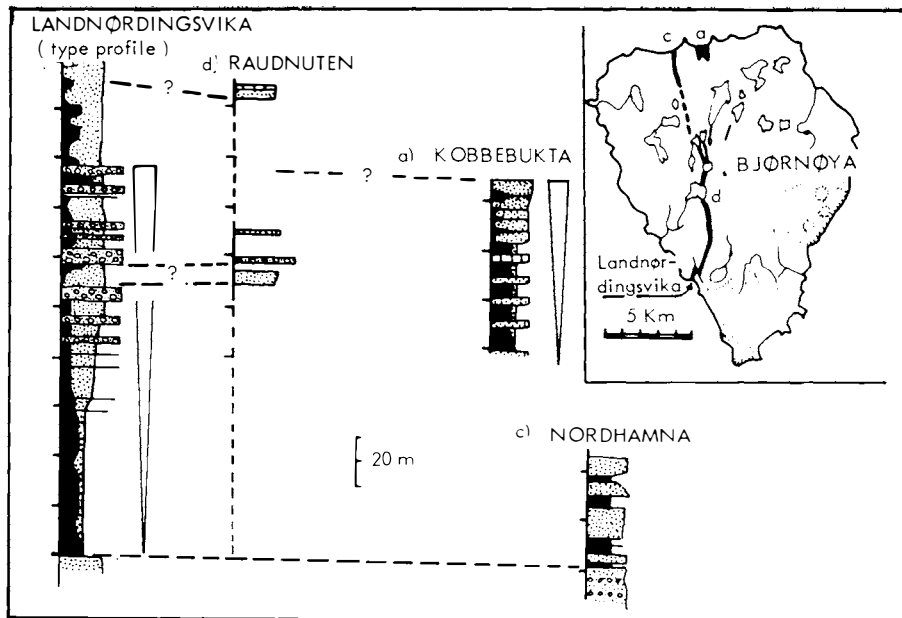 LANDNØRDINGSVIKA
( type profile )
d) RAUDNUTEN
?
a) KOBBEBUKTA
?
?
20 m
c) NORDHAMNA
c
a
BJØRNØYA
d
Landnør-
dingsvika
5 Km